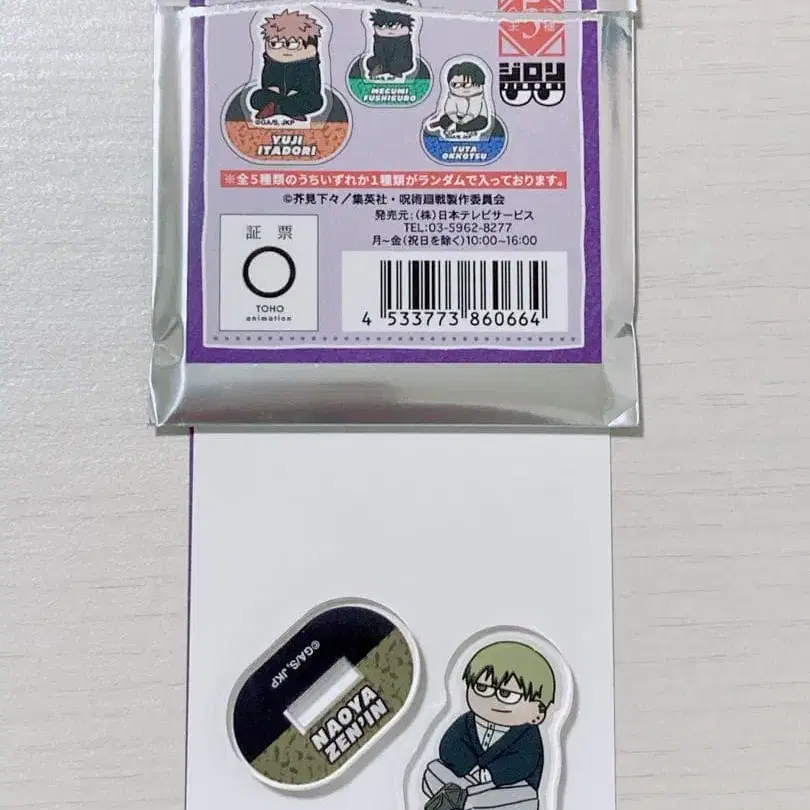 全5種
ジロリ
JIRORI
MEGUMI
FUSHIGURO
©GA/S, JKP
YUJI
ITADORI
YUTA
OKKOTSU
※全5種類のうちいずれか1種類がランダムで入っております。
©芥見下々/集英社・呪術廻戦製作委員会
発売元:(株)日本テレビサービス
TEL:03-5962-8277
月~金(祝日を除く)10:00~16:00
証票
TOHO
animation
4 533773 860664
©GA/S, JKP
NAOYA
ZEN'IN